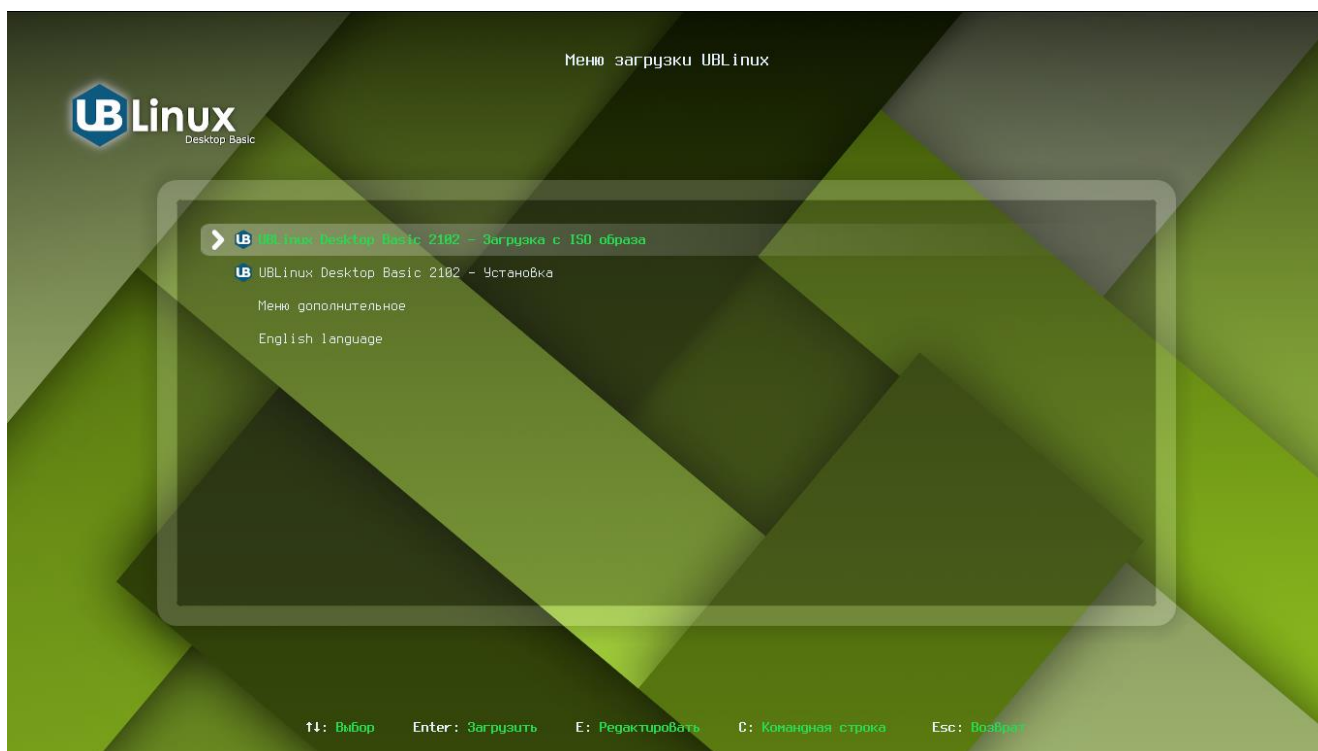 Меню загрузки UBLinux
UBLinux
Desktop Basic
UBLinux Desktop Basic 2102 - Загрузка с ISO образа
UBLinux Desktop Basic 2102 - Установка
Меню дополнительное
English language
↑↓: Выбор Enter: Загрузить E: Редактировать C: Командная строка Esc: Возврат